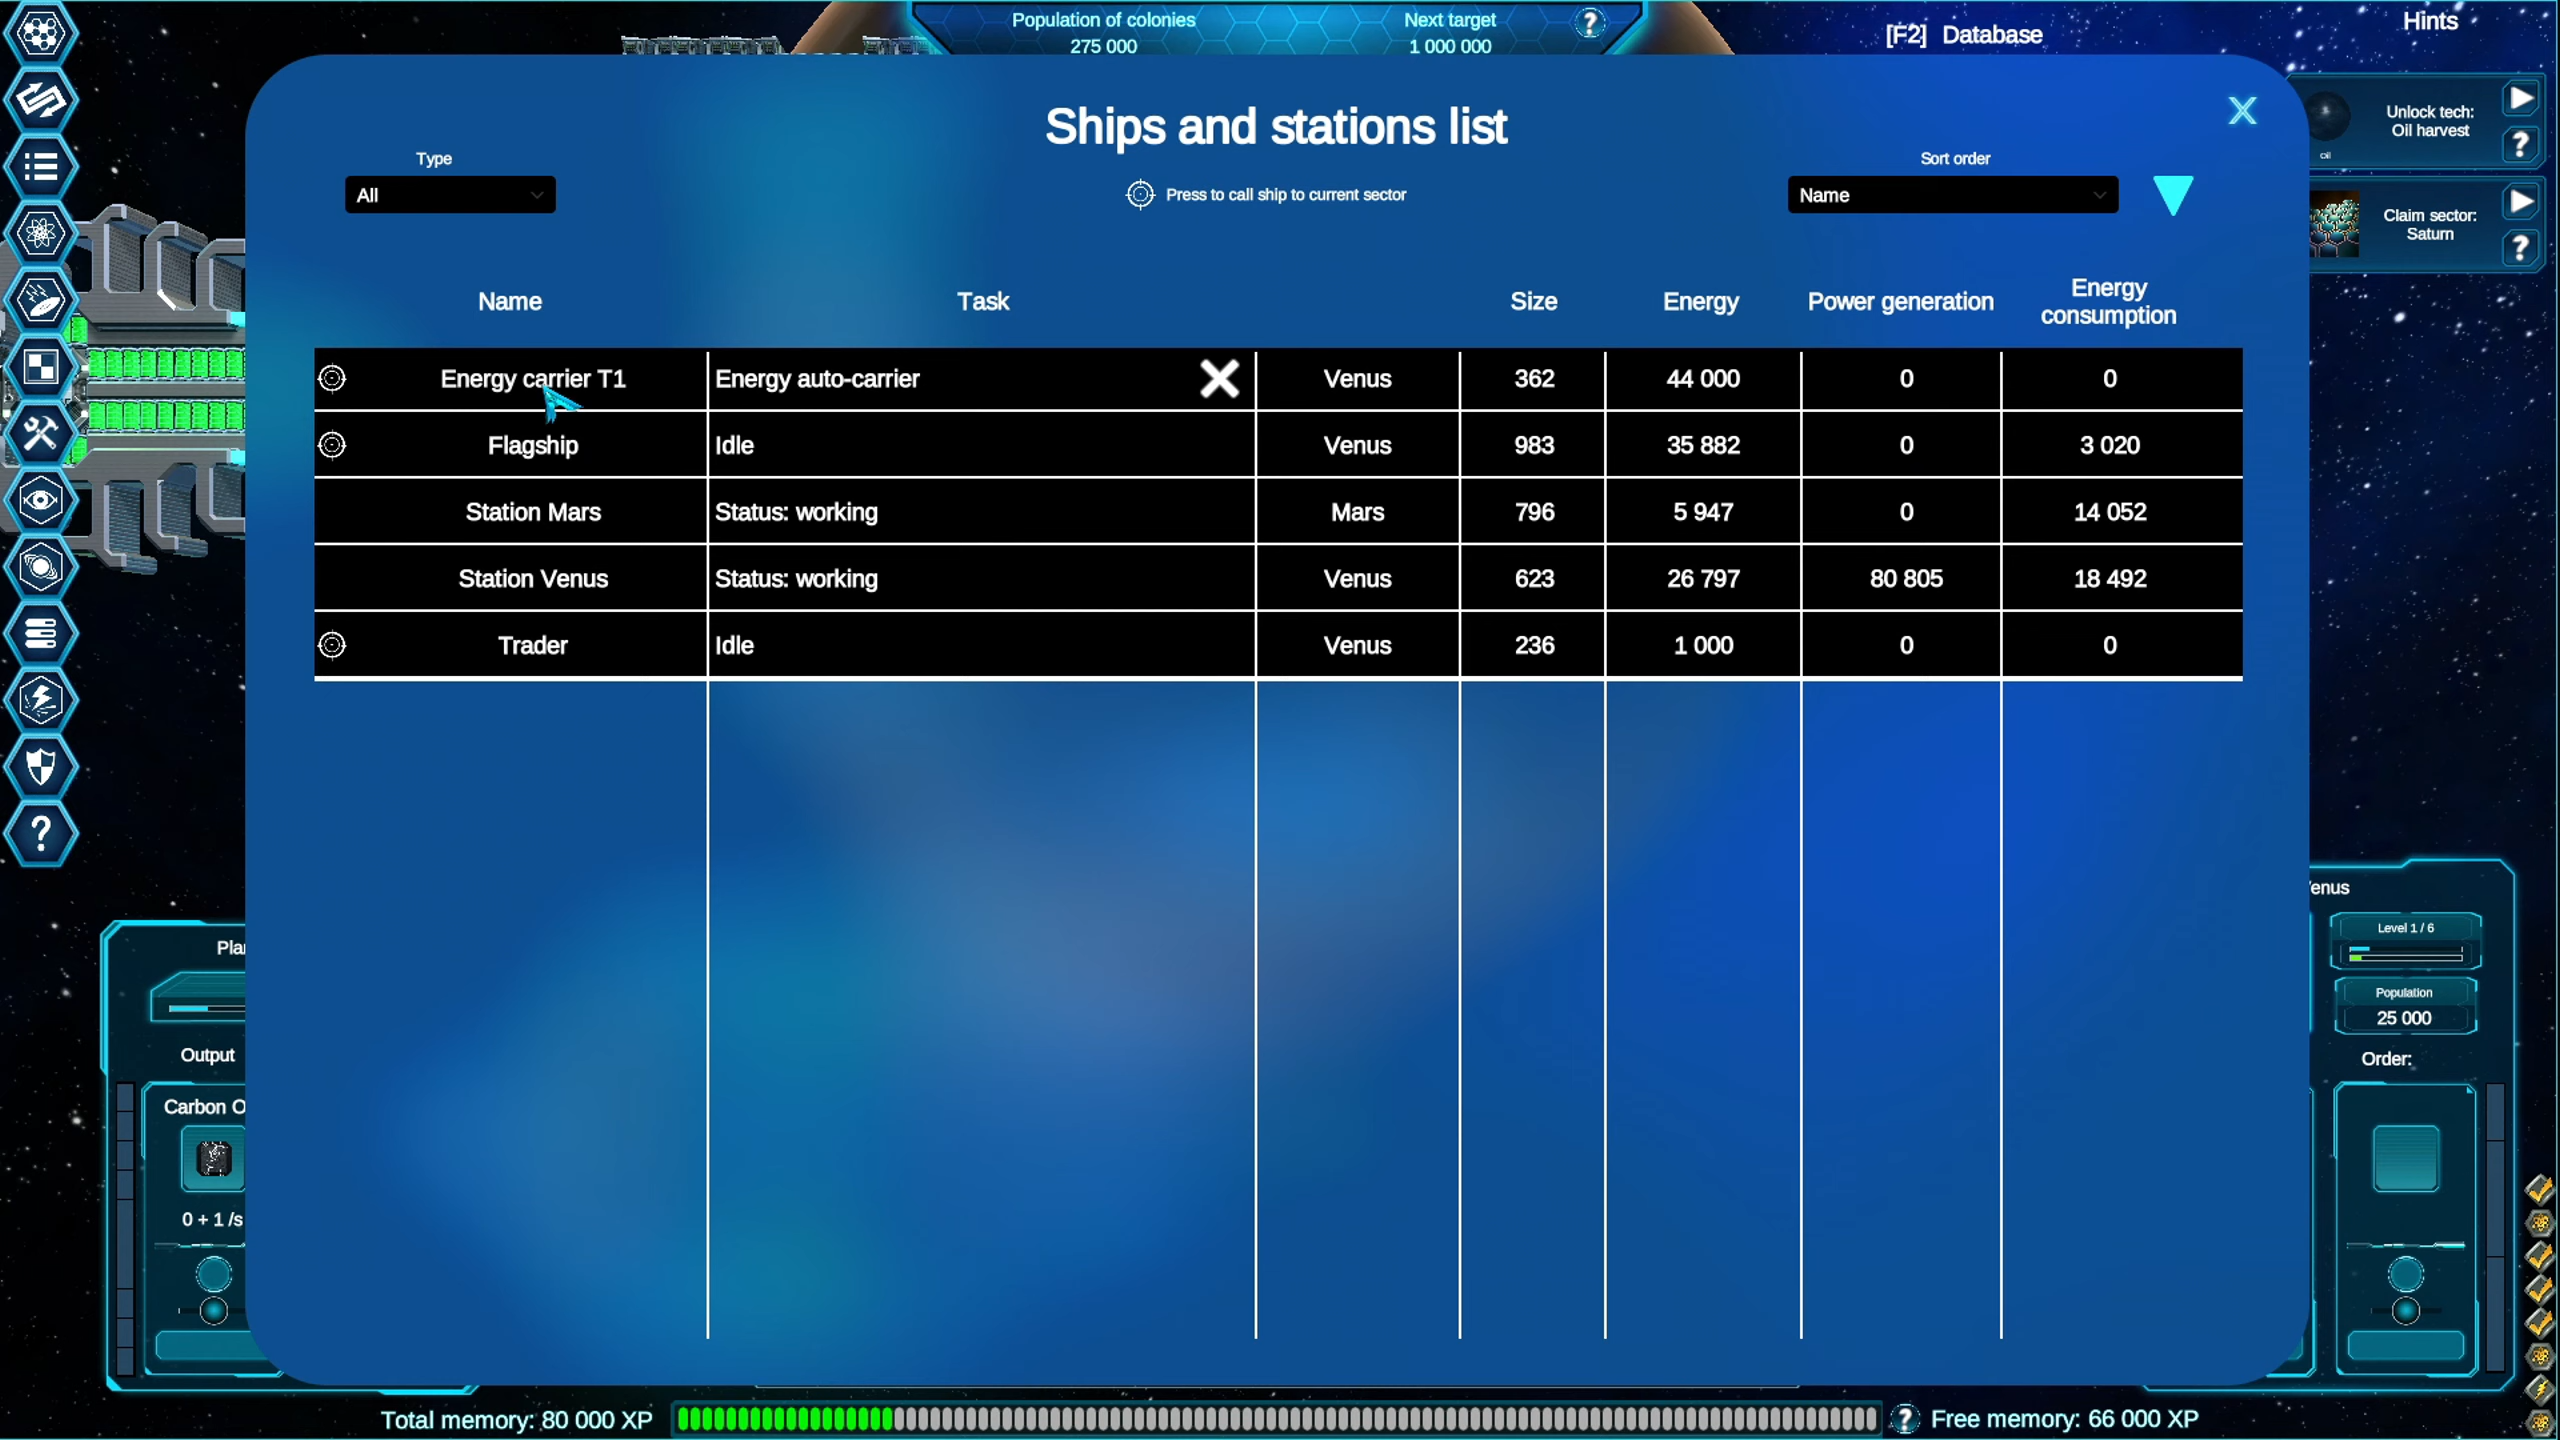 Population of colonies
275 000
Next target
1 000 000
?
[F2] Database
Hints
Ships and stations list
X
Type
All
Press to call ship to current sector
Sort order
Name
Unlock tech:
Oil harvest
?
Oil
Claim sector:
Saturn
?
Name
Task
Size
Energy
Power generation
Energy
consumption
Energy carrier T1 Energy auto-carrier Venus 362 44 000 0 0
Flagship Idle Venus 983 35 882 0 3 020
Station Mars Status: working Mars 796 5 947 0 14 052
Station Venus Status: working Venus 623 26 797 80 805 18 492
Trader Idle Venus 236 1 000 0 0
?
Pla
Output
Carbon O
0 + 1 /s
enus
Level 1 / 6
Population
25 000
Order:
Total memory: 80 000 XP
?
Free memory: 66 000 XP